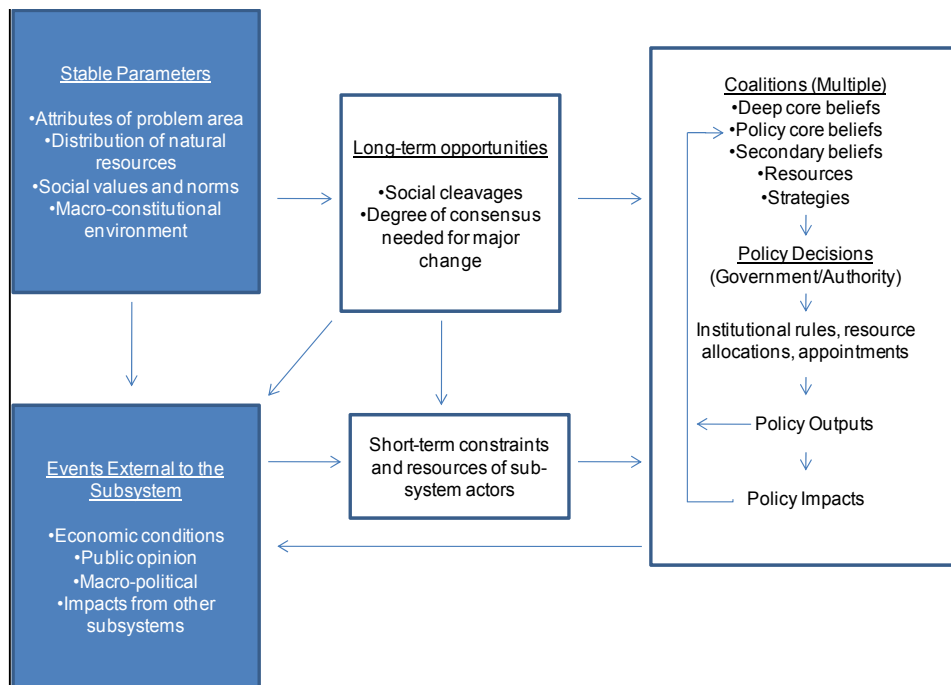 Stable Parameters
•Attributes of problem area
•Distribution of natural
resources
•Social values and norms
•Macro-constitutional
environment
Long-term opportunities
•Social cleavages
•Degree of consensus
needed for major
change
Coalitions (Multiple)
•Deep core beliefs
•Policy core beliefs
•Secondary beliefs
•Resources
•Strategies
Policy Decisions
(Government/Authority)
Institutional rules, resource
allocations, appointments
Policy Outputs
Policy Impacts
Events External to the
Subsystem
•Economic conditions
•Public opinion
•Macro-political
•Impacts from other
subsystems
Short-term constraints
and resources of sub-
system actors